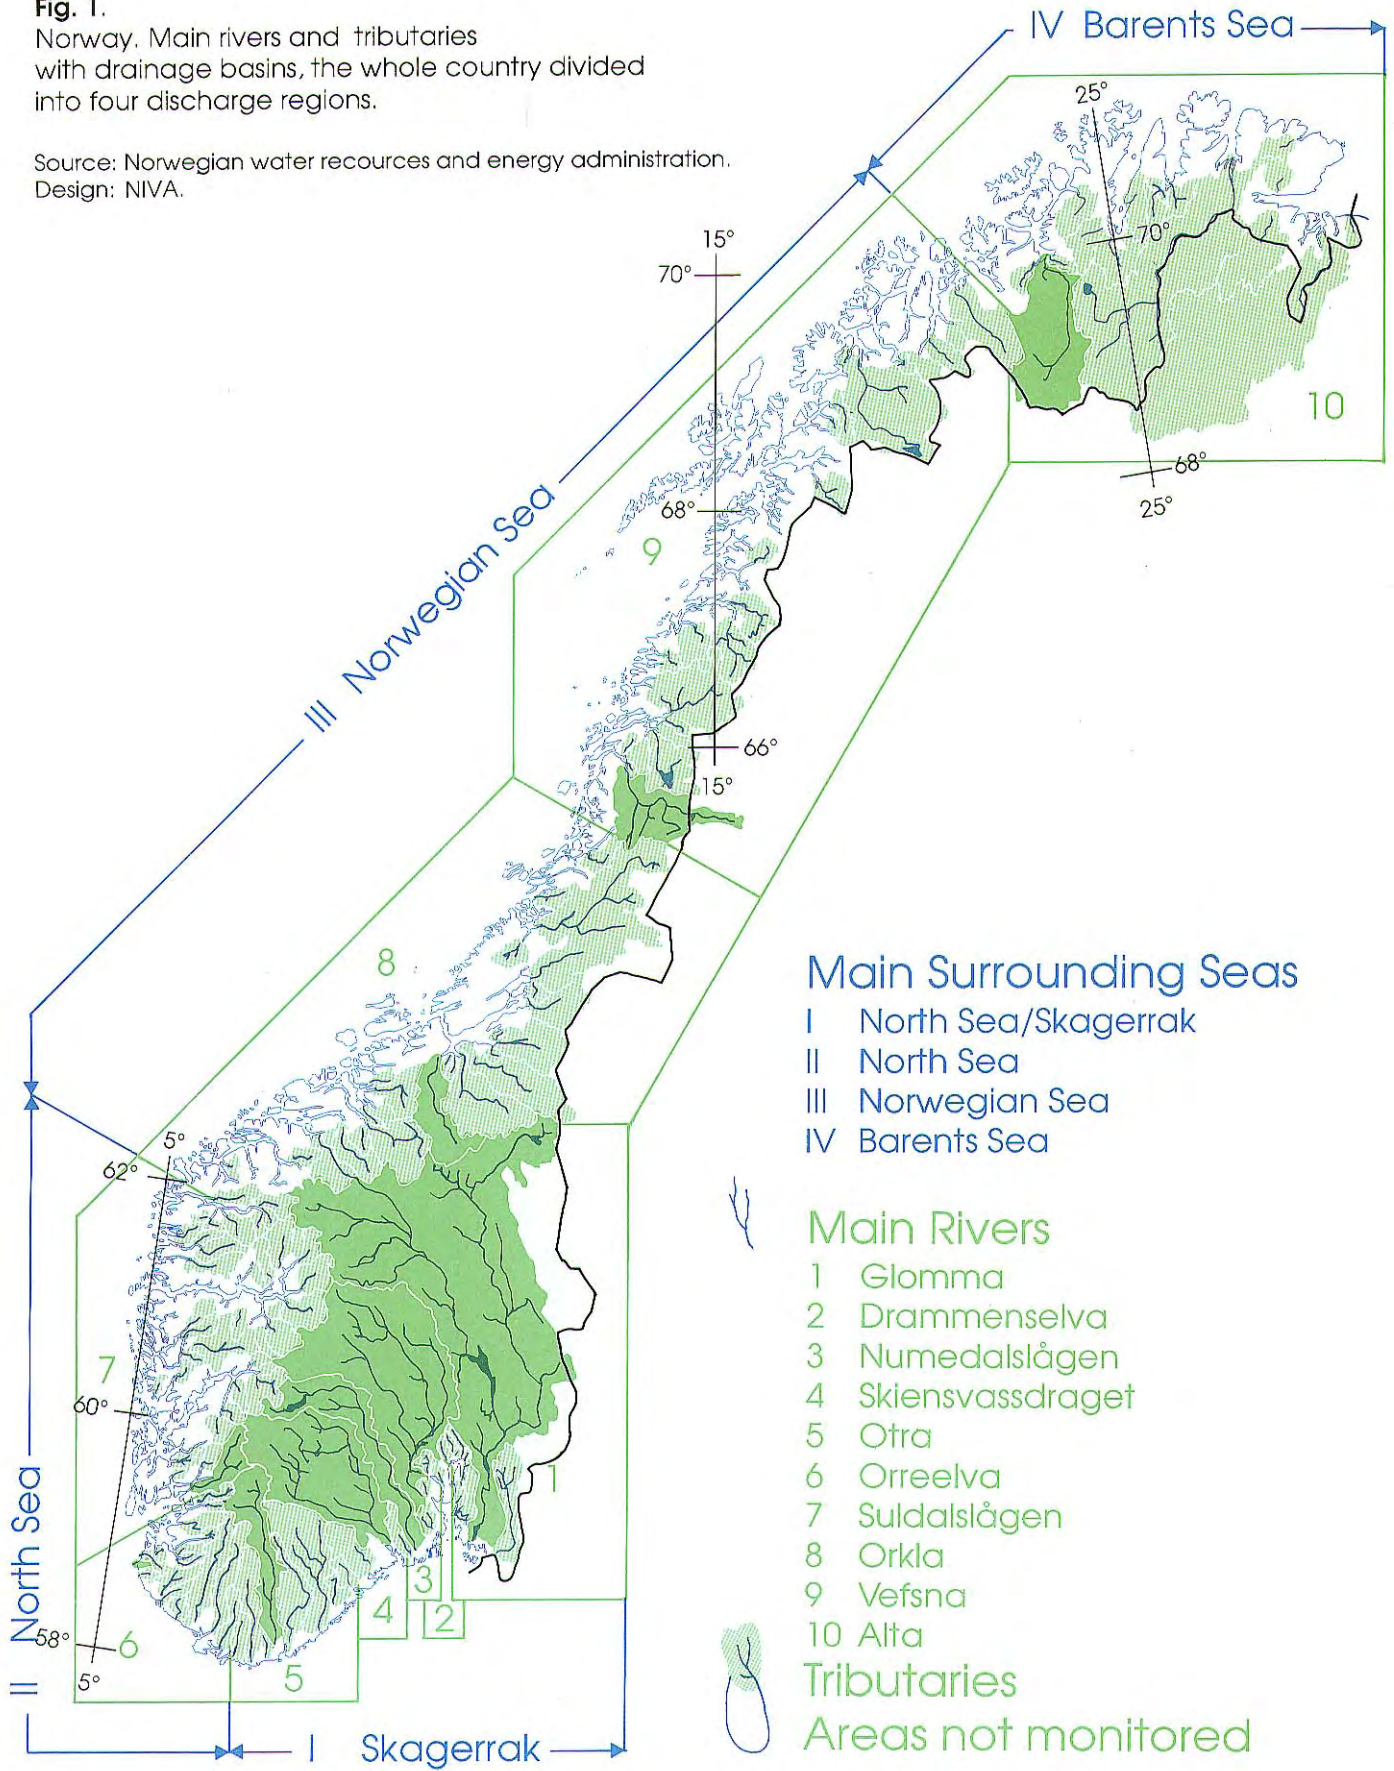 Fig. 1.
Norway. Main rivers and tributaries
with drainage basins, the whole country divided
into four discharge regions.
Source: Norwegian water recources and energy administration.
Design: NIVA.
IV Barents Sea
25°
70°
15°
70°
10
68°
25°
68°
9
III Norwegian Sea
66°
15°
8
Main Surrounding Seas
I North Sea/Skagerrak
II North Sea
III Norwegian Sea
IV Barents Sea
5°
62°
Main Rivers
1 Glomma
2 Drammenselva
3 Numedalslågen
4 Skiensvassdraget
5 Otra
6 Orreelva
7 Suldalslågen
8 Orkla
9 Vefsna
10 Alta
Tributaries
Areas not monitored
7
60°
1
II North Sea
3
4
2
58°
6
5
5°
I Skagerrak